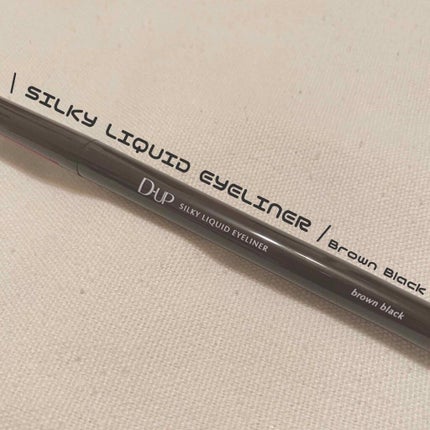 | SILKY LIQUID EYELINER / Brown Black
D-UP SILKY LIQUID EYELINER brown black